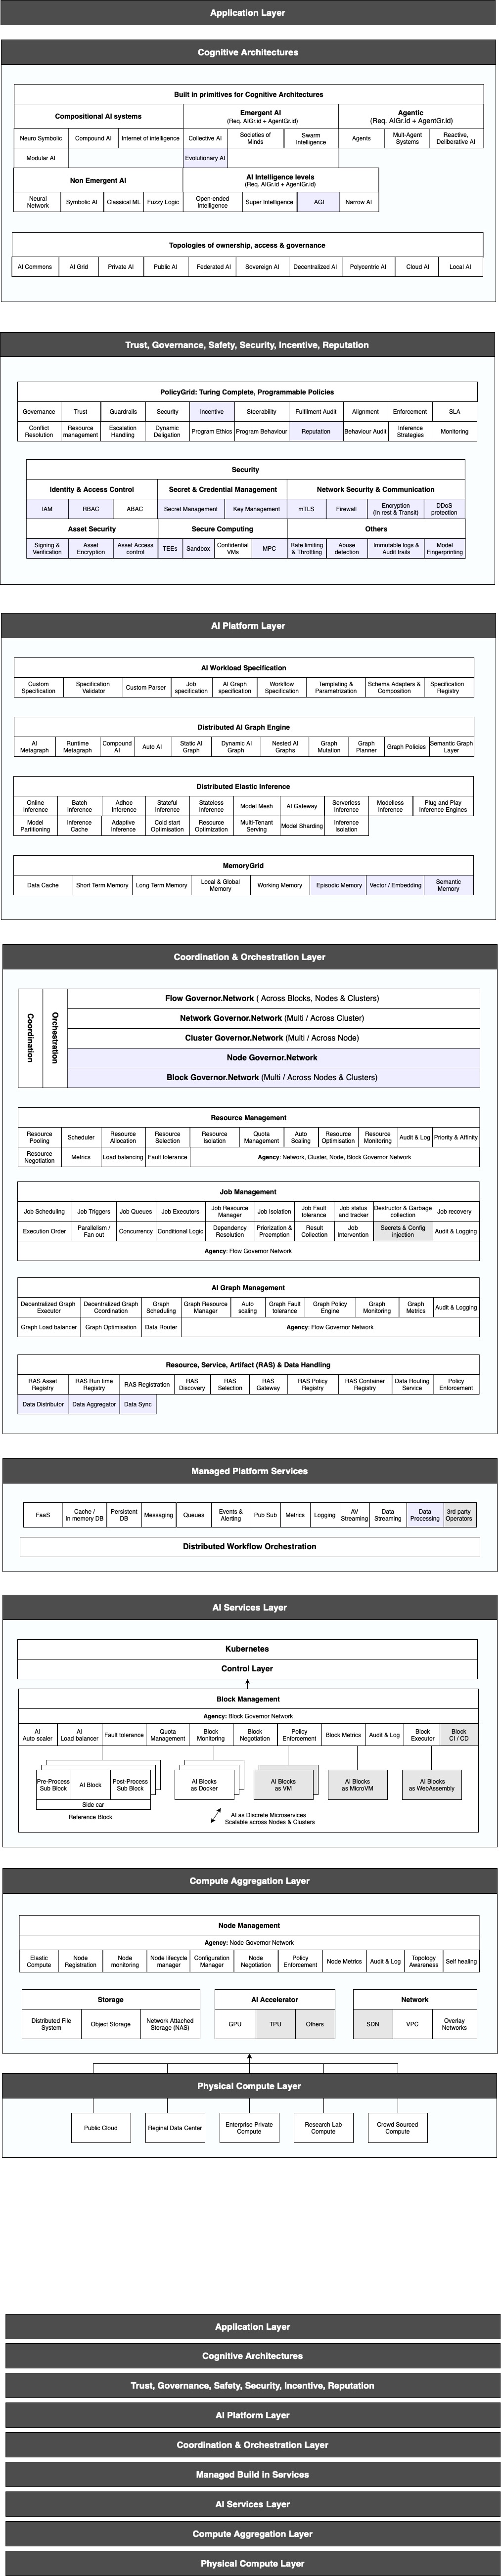 Application Layer
Cognitive Architectures
Built in primitives for Cognitive Architectures
Compositional AI systems
Emergent AI
(Req. AIGr.id + AgentGr.id)
Agentic
(Req. AIGr.id + AgentGr.id)
Neuro Symbolic
Compound AI
Internet of intelligence
Collective AI
Societies of
Minds
Swarm
Intelligence
Agents
Mult-Agent
Systems
Reactive,
Deliberative AI
Modular AI
Evolutionary AI
Non Emergent AI
AI Intelligence levels
(Req. AIGr.id + AgentGr.id)
Neural
Network
Symbolic AI
Classical ML
Fuzzy Logic
Open-ended
Intelligence
Super Intelligence
AGI
Narrow AI
Topologies of ownership, access & governance
AI Commons
AI Grid
Private AI
Public AI
Federated AI
Sovereign AI
Decentralized AI
Polycentric AI
Cloud AI
Local AI
Trust, Governance, Safety, Security, Incentive, Reputation
PolicyGrid: Turing Complete, Programmable Policies
Governance
Trust
Guardrails
Security
Incentive
Steerability
Fulfilment Audit
Alignment
Enforcement
SLA
Conflict
Resolution
Resource
management
Escalation
Handling
Dynamic
Deligation
Program Ethics
Program Behaviour
Reputation
Behaviour Audit
Inference
Strategies
Monitoring
Security
Identity & Access Control
Secret & Credential Management
Network Security & Communication
IAM
RBAC
ABAC
Secret Management
Key Management
mTLS
Firewall
Encryption
(In rest & Transit)
DDoS
protection
Asset Security
Secure Computing
Others
Signing &
Verification
Asset
Encryption
Asset Access
control
TEEs
Sandbox
Confidential
VMs
MPC
Rate limiting
& Throttling
Abuse
detection
Immutable logs &
Audit trails
Model
Fingerprinting
AI Platform Layer
AI Workload Specification
Custom
Specification
Specification
Validator
Custom Parser
Job
specification
AI Graph
specification
Workflow
Specification
Templating &
Parametrization
Schema Adapters &
Composition
Specification
Registry
Distributed AI Graph Engine
AI
Metagraph
Runtime
Metagraph
Compound
AI
Auto AI
Static AI
Graph
Dynamic AI
Graph
Nested AI
Graphs
Graph
Mutation
Graph
Planner
Graph Policies
Semantic Graph
Layer
Distributed Elastic Inference
Online
Inference
Batch
Inference
Adhoc
Inference
Stateful
Inference
Stateless
Inference
Model Mesh
AI Gateway
Serverless
Inference
Modelless
Inference
Plug and Play
Inference Engines
Model
Partitioning
Inference
Cache
Adaptive
Inference
Cold start
Optimisation
Resource
Optimization
Multi-Tenant
Serving
Model Sharding
Inference
Isolation
MemoryGrid
Data Cache
Short Term Memory
Long Term Memory
Local & Global
Memory
Working Memory
Episodic Memory
Vector / Embedding
Semantic
Memory
Coordination & Orchestration Layer
Coordination
Orchestration
Flow Governor.Network ( Across Blocks, Nodes & Clusters)
Network Governor.Network (Multi / Across Cluster)
Cluster Governor.Network (Multi / Across Node)
Node Governor.Network
Block Governor.Network (Multi / Across Nodes & Clusters)
Resource Management
Resource
Pooling
Scheduler
Resource
Allocation
Resource
Selection
Resource
Isolation
Quota
Management
Auto
Scaling
Resource
Optimisation
Resource
Monitoring
Audit & Log
Priority & Affinity
Resource
Negotiation
Metrics
Load balancing
Fault tolerance
Agency: Network, Cluster, Node, Block Governor Network
Job Management
Job Scheduling
Job Triggers
Job Queues
Job Executors
Job Resource
Manager
Job Isolation
Job Fault
tolerance
Job status
and tracker
Destructor & Garbage
collection
Job recovery
Execution Order
Parallelism /
Fan out
Concurrency
Conditional Logic
Dependency
Resolution
Priorization &
Preemption
Result
Collection
Job
Intervention
Secrets & Config
injection
Audit & Logging
Agency: Flow Governor Network
AI Graph Management
Decentralized Graph
Executor
Decentralized Graph
Coordination
Graph
Scheduling
Graph Resource
Manager
Auto
scaling
Graph Fault
tolerance
Graph Policy
Engine
Graph
Monitoring
Graph
Metrics
Audit & Logging
Graph Load balancer
Graph Optimisation
Data Router
Agency: Flow Governor Network
Resource, Service, Artifact (RAS) & Data Handling
RAS Asset
Registry
RAS Run time
Registry
RAS Registration
RAS
Discovery
RAS
Selection
RAS
Gateway
RAS Policy
Registry
RAS Container
Registry
Data Routing
Service
Policy
Enforcement
Data Distributor
Data Aggregator
Data Sync
Managed Platform Services
FaaS
Cache /
In memory DB
Persistent
DB
Messaging
Queues
Events &
Alerting
Pub Sub
Metrics
Logging
AV
Streaming
Data
Streaming
Data
Processing
3rd party
Operators
Distributed Workflow Orchestration
AI Services Layer
Kubernetes
Control Layer
Block Management
Agency: Block Governor Network
AI
Auto scaler
AI
Load balancer
Fault tolerance
Quota
Management
Block
Monitoring
Block
Negotiation
Policy
Enforcement
Block Metrics
Audit & Log
Block
Executor
Block
CI / CD
Pre-Process
Sub Block
AI Block
Post-Process
Sub Block
Side car
Reference Block
AI Blocks
as Docker
AI Blocks
as VM
AI Blocks
as MicroVM
AI Blocks
as WebAssembly
AI as Discrete Microservices
Scalable across Nodes & Clusters
Compute Aggregation Layer
Node Management
Agency: Node Governor Network
Elastic
Compute
Node
Registration
Node
monitoring
Node lifecycle
manager
Configuration
Manager
Node
Negotiation
Policy
Enforcement
Node Metrics
Audit & Log
Topology
Awareness
Self healing
Storage
Distributed File
System
Object Storage
Network Attached
Storage (NAS)
AI Accelerator
GPU
TPU
Others
Network
SDN
VPC
Overlay
Networks
Physical Compute Layer
Public Cloud
Reginal Data Center
Enterprise Private
Compute
Research Lab
Compute
Crowd Sourced
Compute
Application Layer
Cognitive Architectures
Trust, Governance, Safety, Security, Incentive, Reputation
AI Platform Layer
Coordination & Orchestration Layer
Managed Build in Services
AI Services Layer
Compute Aggregation Layer
Physical Compute Layer